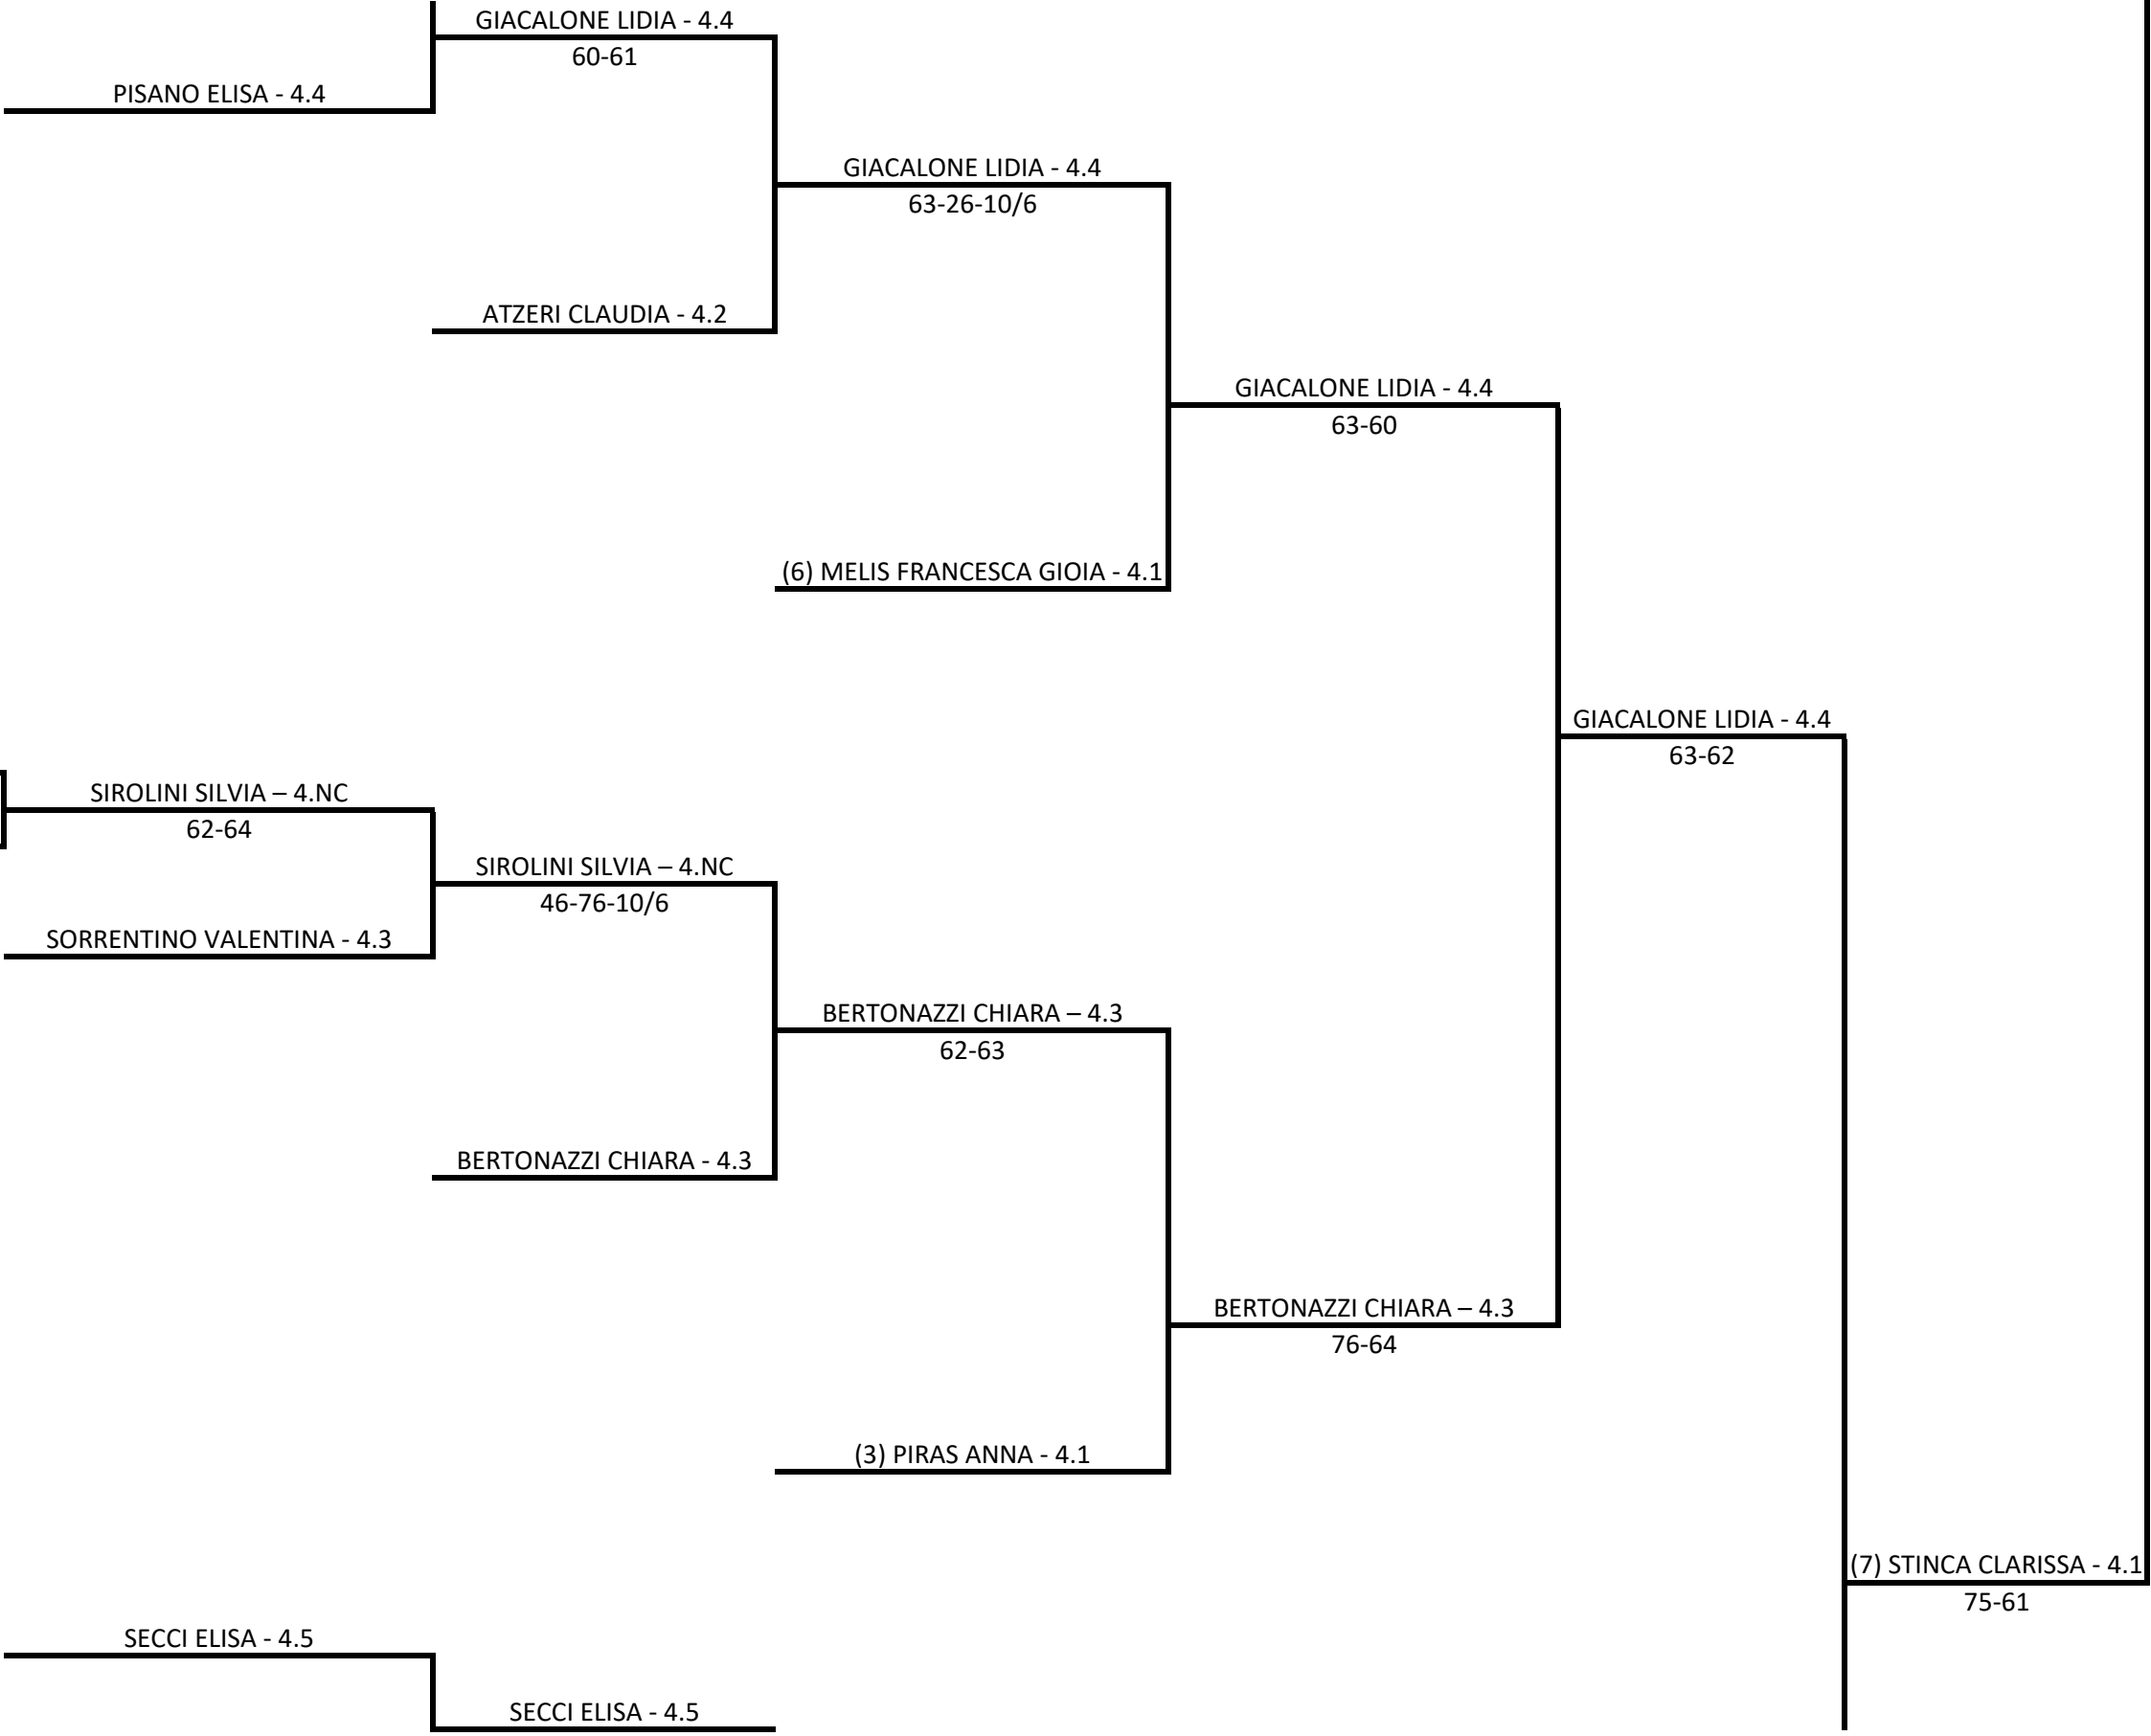 GIACALONE LIDIA - 4.4
60-61
PISANO ELISA - 4.4
GIACALONE LIDIA - 4.4
63-26-10/6
ATZERI CLAUDIA - 4.2
GIACALONE LIDIA - 4.4
63-60
(6) MELIS FRANCESCA GIOIA - 4.1
GIACALONE LIDIA - 4.4
63-62
SIROLINI SILVIA – 4.NC
62-64
SIROLINI SILVIA – 4.NC
46-76-10/6
SORRENTINO VALENTINA - 4.3
BERTONAZZI CHIARA – 4.3
62-63
BERTONAZZI CHIARA - 4.3
BERTONAZZI CHIARA – 4.3
76-64
(3) PIRAS ANNA - 4.1
(7) STINCA CLARISSA - 4.1
75-61
SECCI ELISA - 4.5
SECCI ELISA - 4.5